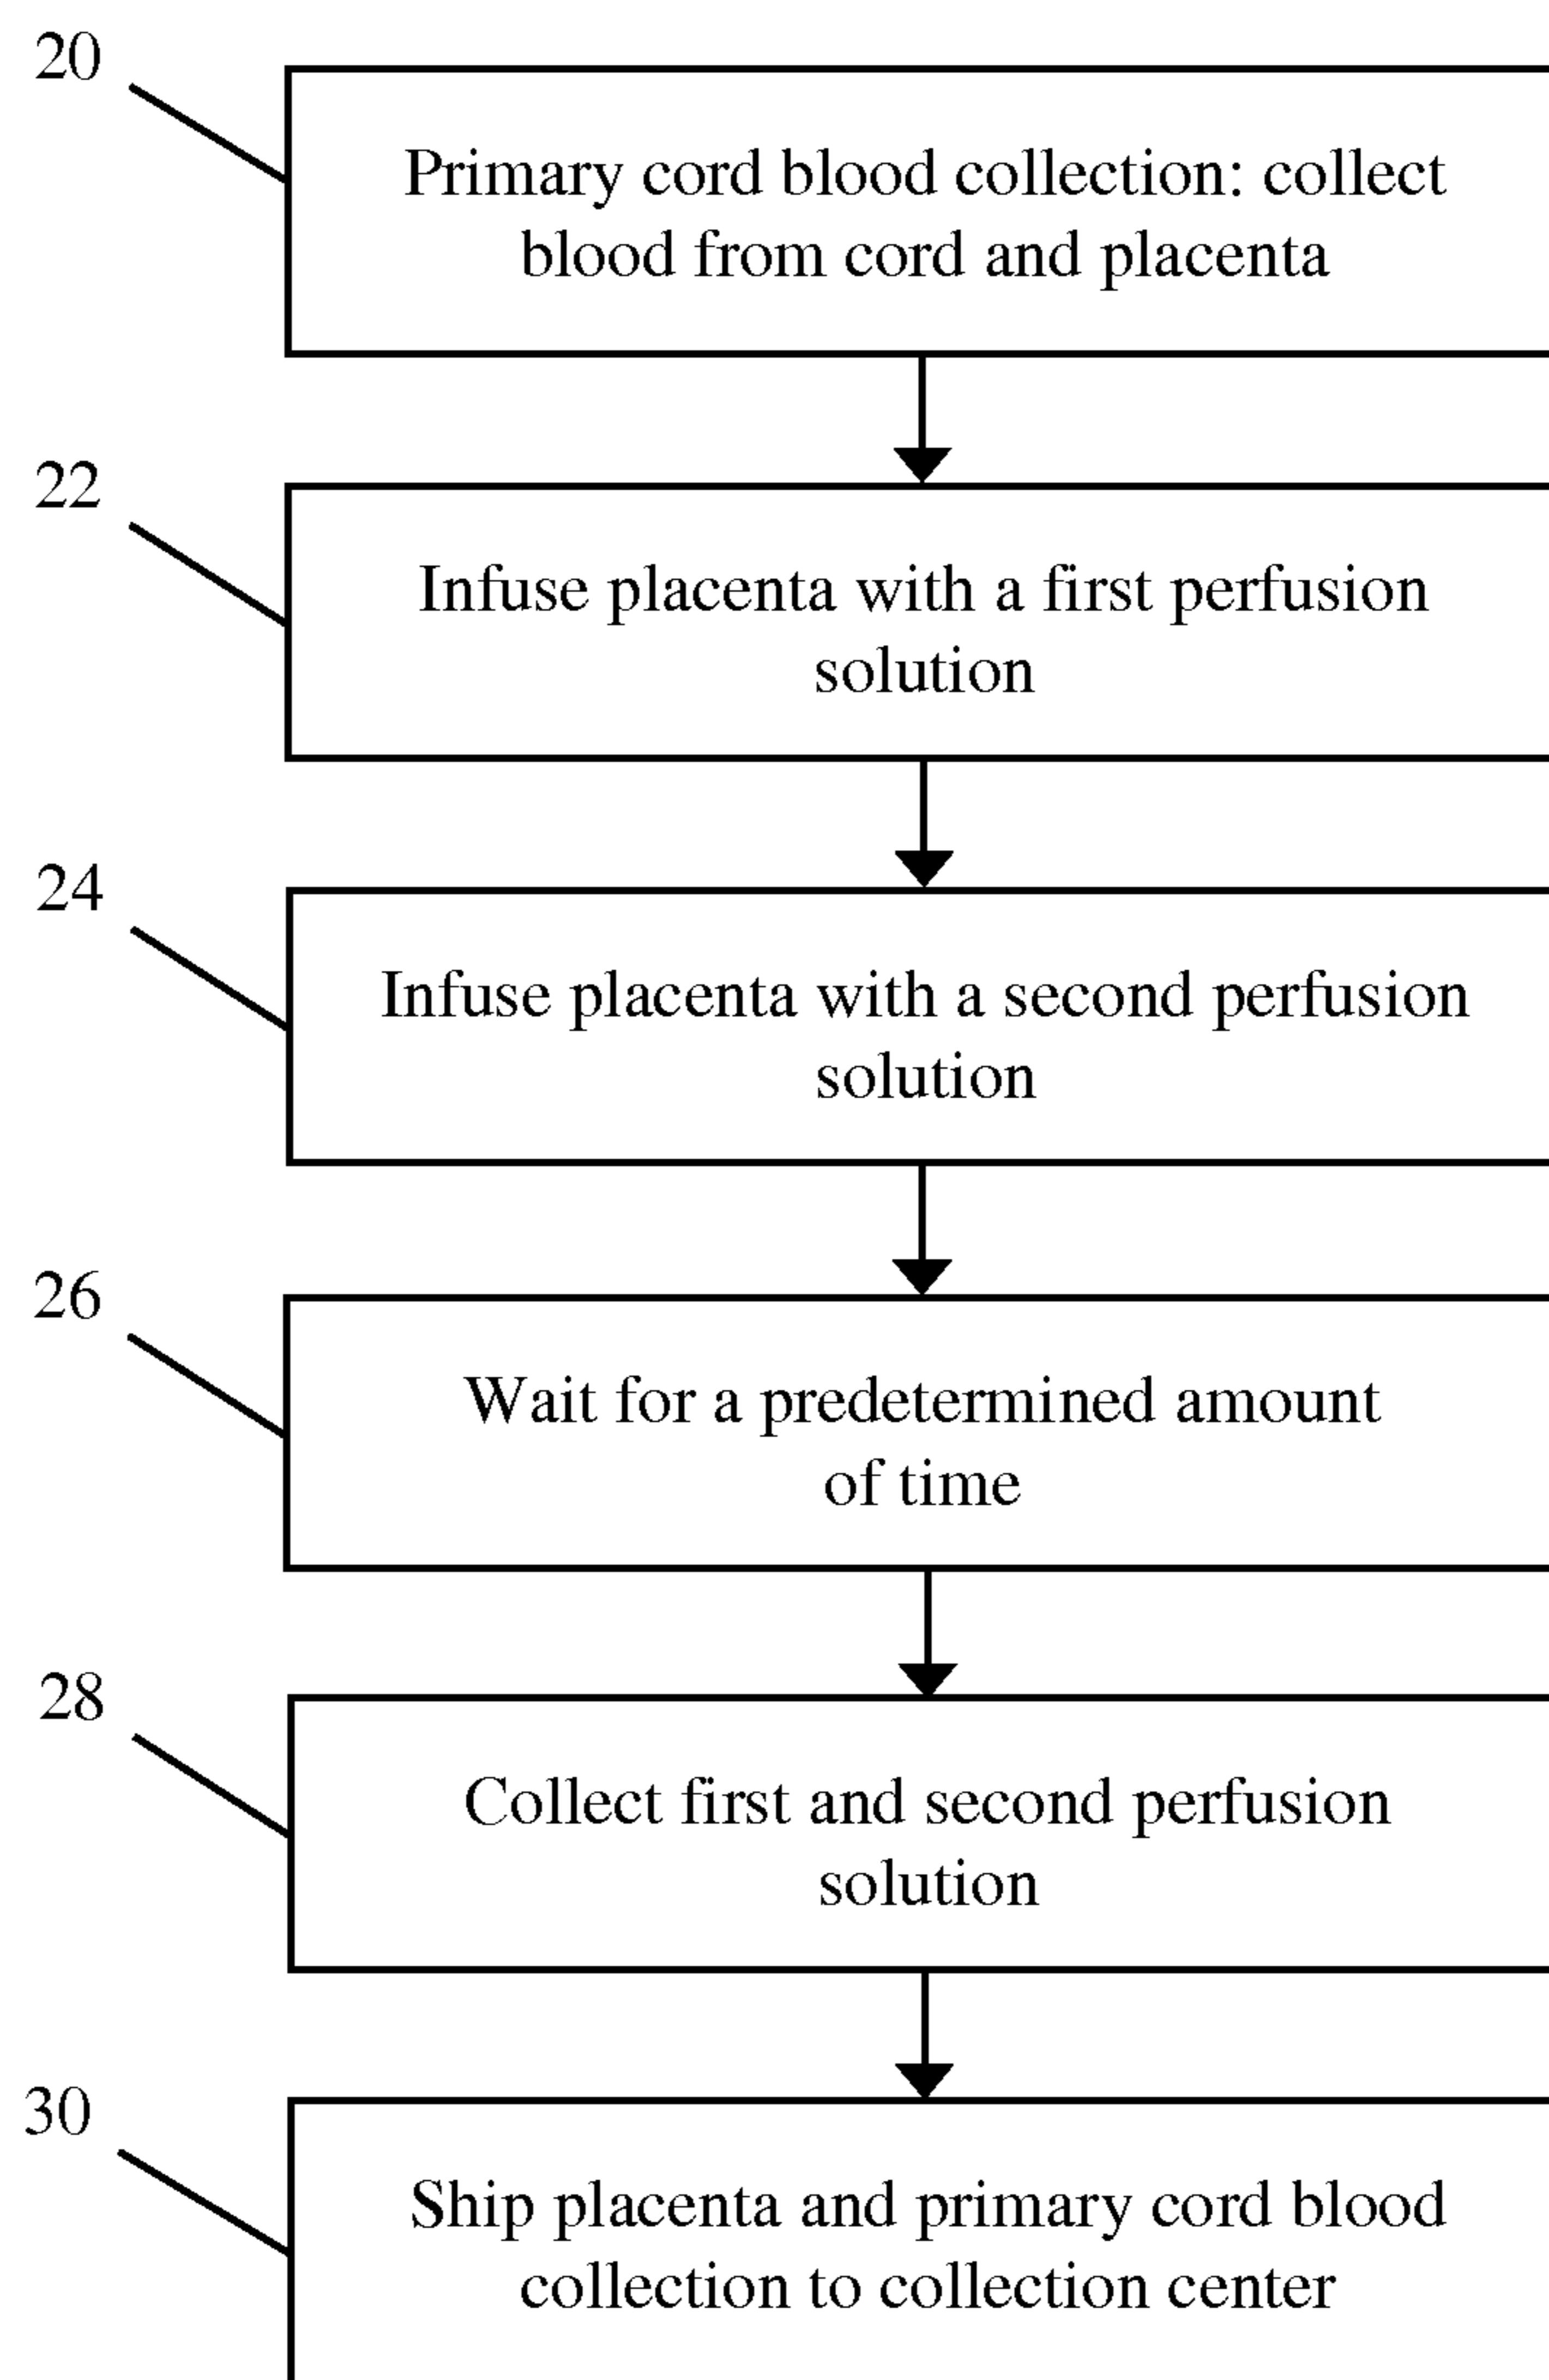 20
Primary cord blood collection: collect
blood from cord and placenta
22
Infuse placenta with a first perfusion
solution
24
Infuse placenta with a second perfusion
solution
26
Wait for a predetermined amount
of time
28
Collect first and second perfusion
solution
30
Ship placenta and primary cord blood
collection to collection center